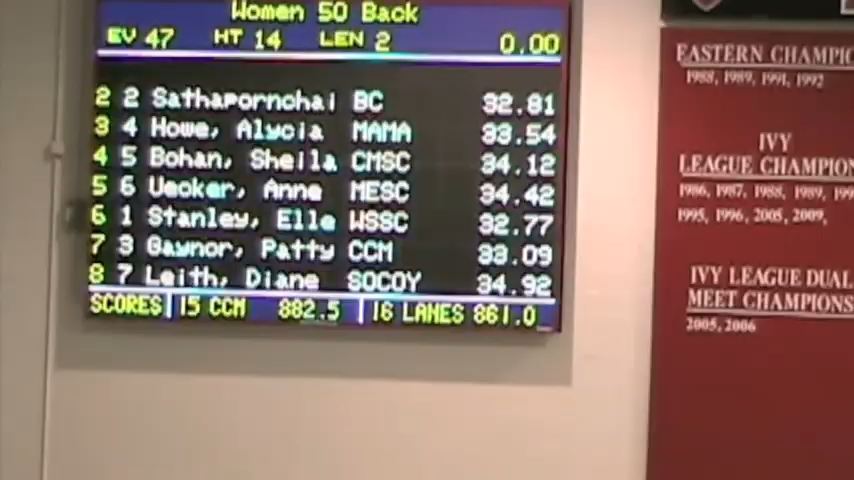 Women 50 Back
EV 47 HT 14 LEN 2 0.00
2 2 Sathapornchai BC 32.81
3 4 Howe, Alycia MAMA 33.54
4 5 Bohan, Sheila CMSC 34.12
5 6 Uecker, Anne MESC 34.42
6 1 Stanley, Elle WSSC 32.77
7 3 Gaynor, Patty CCM 33.09
8 7 Leith, Diane SOCOY 34.92
SCORES 15 CCM 882.5 16 LANES 861.0
EASTERN CHAMPIO
1988, 1989, 1991, 1992
IVY
LEAGUE CHAMPION
1986, 1987, 1988, 1989, 199
1995, 1996, 2005, 2009,
IVY LEAGUE DUAL
MEET CHAMPIONS
2005, 2006